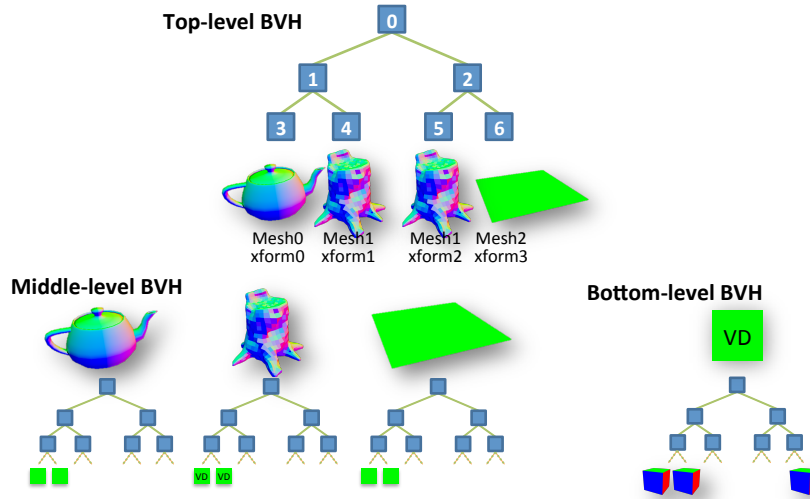 Top-level BVH
0
1 2
3 4 5 6
Mesh0 Mesh1 Mesh1 Mesh2
xform0 xform1 xform2 xform3
Middle-level BVH
Bottom-level BVH
VD
VD VD